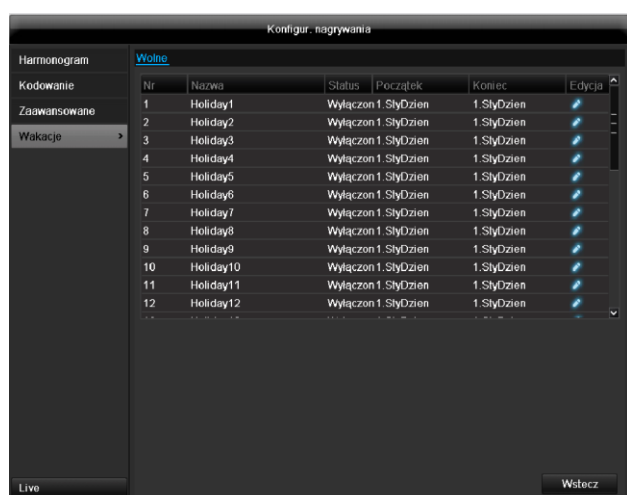 Konfigur. nagrywania
Harmonogram
Kodowanie
Zaawansowane
Wakacje
Wolne
Nr Nazwa Status Początek Koniec Edycja
1 Holiday1 Wyłączon 1.StyDzien 1.StyDzien
2 Holiday2 Wyłączon 1.StyDzien 1.StyDzien
3 Holiday3 Wyłączon 1.StyDzien 1.StyDzien
4 Holiday4 Wyłączon 1.StyDzien 1.StyDzien
5 Holiday5 Wyłączon 1.StyDzien 1.StyDzien
6 Holiday6 Wyłączon 1.StyDzien 1.StyDzien
7 Holiday7 Wyłączon 1.StyDzien 1.StyDzien
8 Holiday8 Wyłączon 1.StyDzien 1.StyDzien
9 Holiday9 Wyłączon 1.StyDzien 1.StyDzien
10 Holiday10 Wyłączon 1.StyDzien 1.StyDzien
11 Holiday11 Wyłączon 1.StyDzien 1.StyDzien
12 Holiday12 Wyłączon 1.StyDzien 1.StyDzien
Live
Wstecz